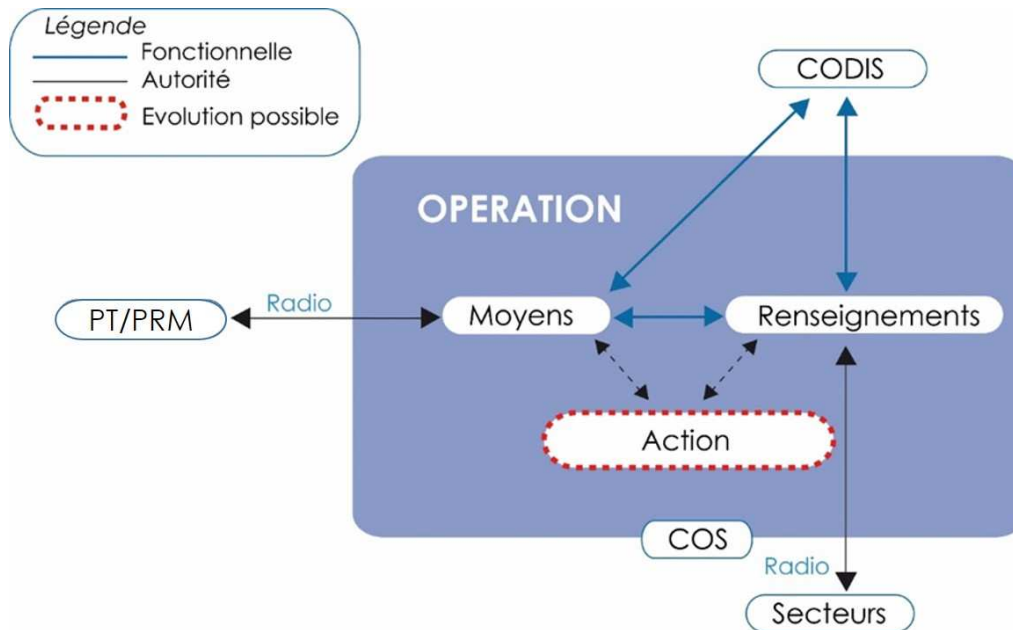 Légende
Fonctionnelle
Autorité
Evolution possible
CODIS
OPERATION
PT/PRM
Radio
Moyens
Renseignements
Action
COS
Radio
Secteurs